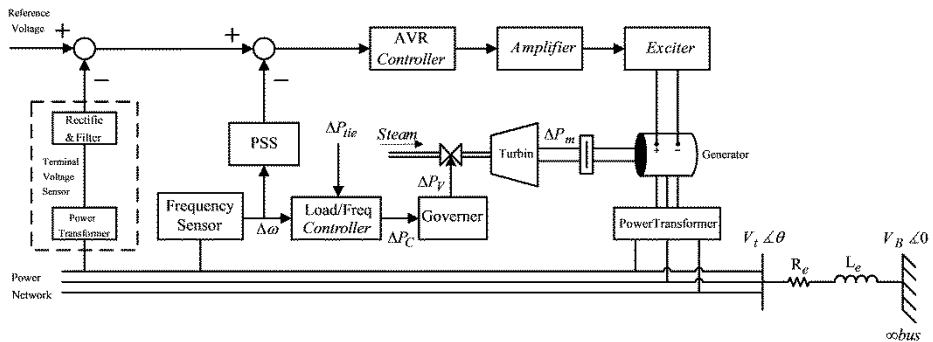 Reference
Voltage
+
+
−
−
AVR
Controller
Amplifier
Exciter
Rectific
& Filter
Terminal
Voltage
Sensor
Power
Transformer
PSS
ΔP_tie
Steam
Turbin
ΔP_m
+ −
Generator
ΔP_V
Frequency
Sensor
Δω
Load/Freq
Controller
ΔP_C
Governer
PowerTransformer
V_t ∡θ
V_B ∡0
R_e
L_e
Power
Network
∞bus